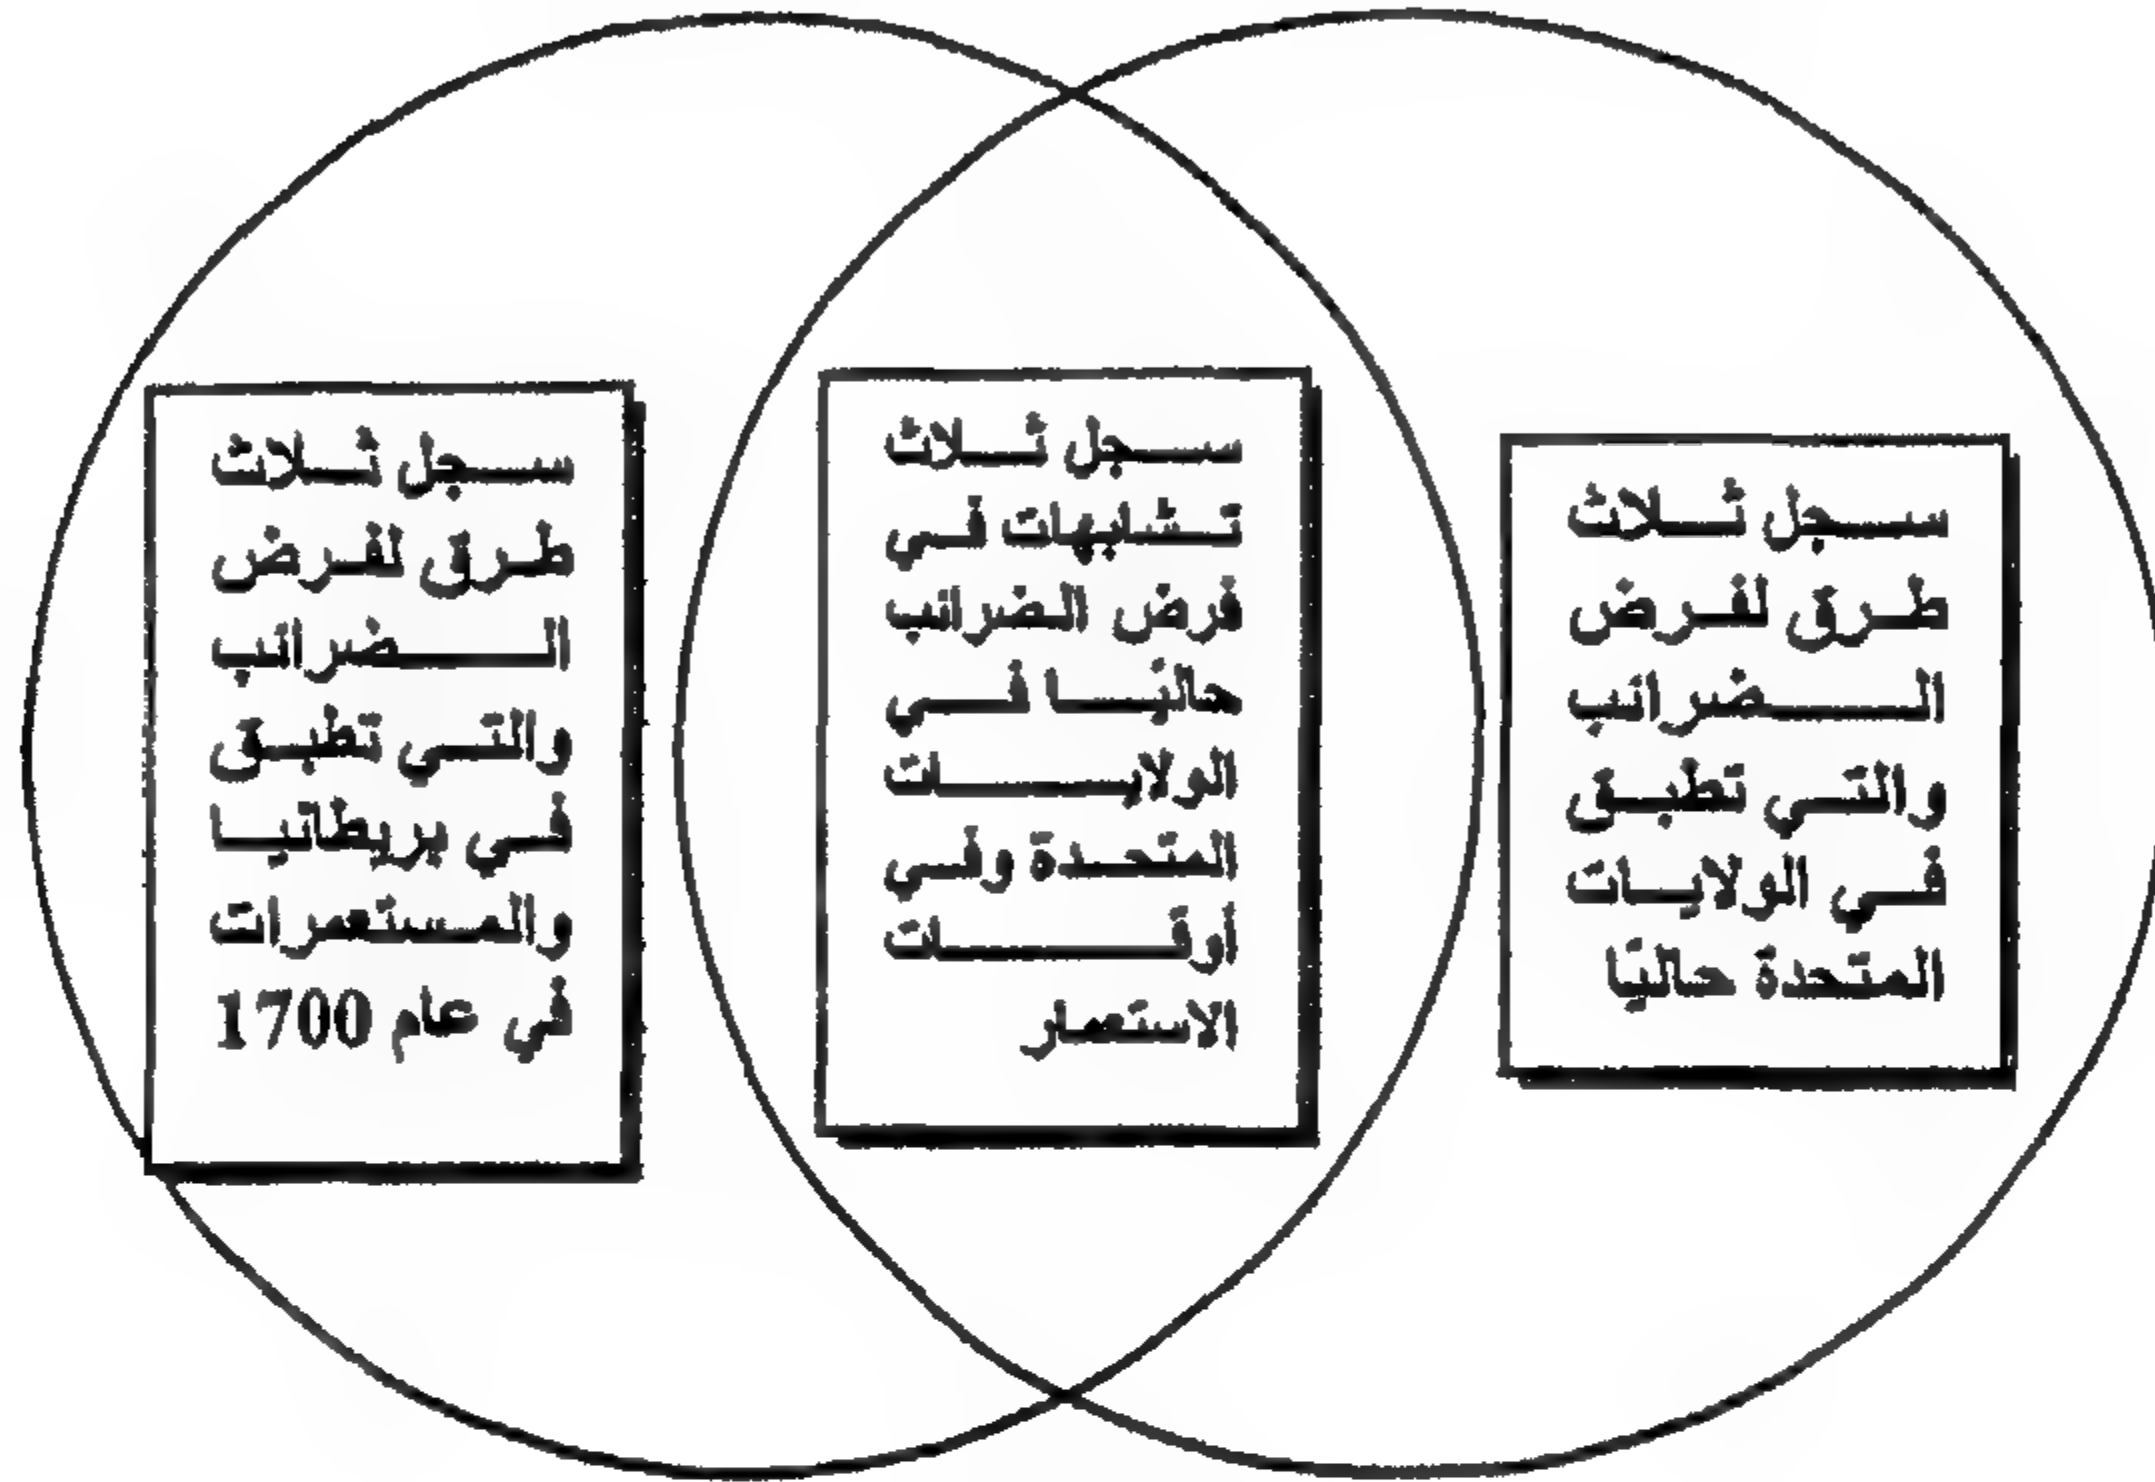 سجل ثلاث
طرق لفرض
الضرائب
والتي تطبق
في الولايات
المتحدة حاليًا
سجل ثلاث
تشابهات في
فرض الضرائب
حاليًا في
الولايات
المتحدة وفي
أوقات
الاستعمار
سجل ثلاث
طرق لفرض
الضرائب
والتي تطبق
في بريطانيا
والمستعمرات
في عام 1700